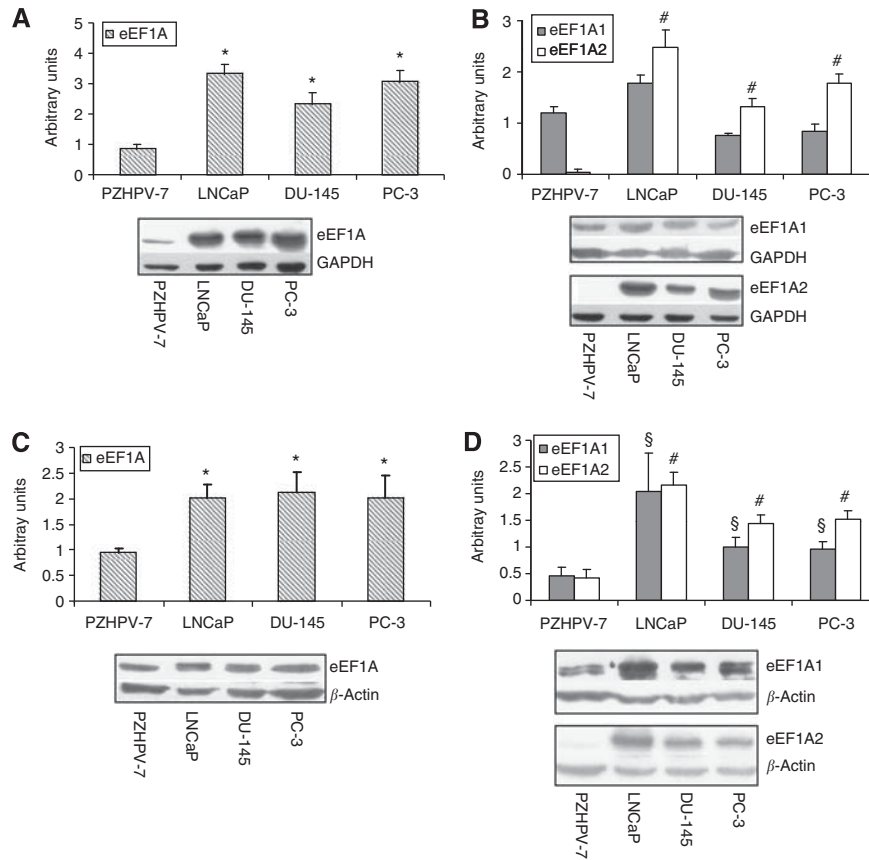 A
Arbitrary units
5
4
3
2
1
0
eEF1A
*
*
*
PZHPV-7 LNCaP DU-145 PC-3
eEF1A
GAPDH
PZHPV-7 LNCaP DU-145 PC-3
B
Arbitrary units
3
2
1
0
eEF1A1
eEF1A2
#
#
#
PZHPV-7 LNCaP DU-145 PC-3
eEF1A1
GAPDH
eEF1A2
GAPDH
PZHPV-7 LNCaP DU-145 PC-3
C
Arbitray units
3
2.5
2
1.5
1
0.5
0
eEF1A
*
*
*
PZHPV-7 LNCaP DU-145 PC-3
eEF1A
β-Actin
PZHPV-7 LNCaP DU-145 PC-3
D
Arbitray units
3
2.5
2
1.5
1
0.5
0
eEF1A1
eEF1A2
§ #
§ #
§ #
PZHPV-7 LNCaP DU-145 PC-3
eEF1A1
β-Actin
eEF1A2
β-Actin
PZHPV-7 LNCaP DU-145 PC-3